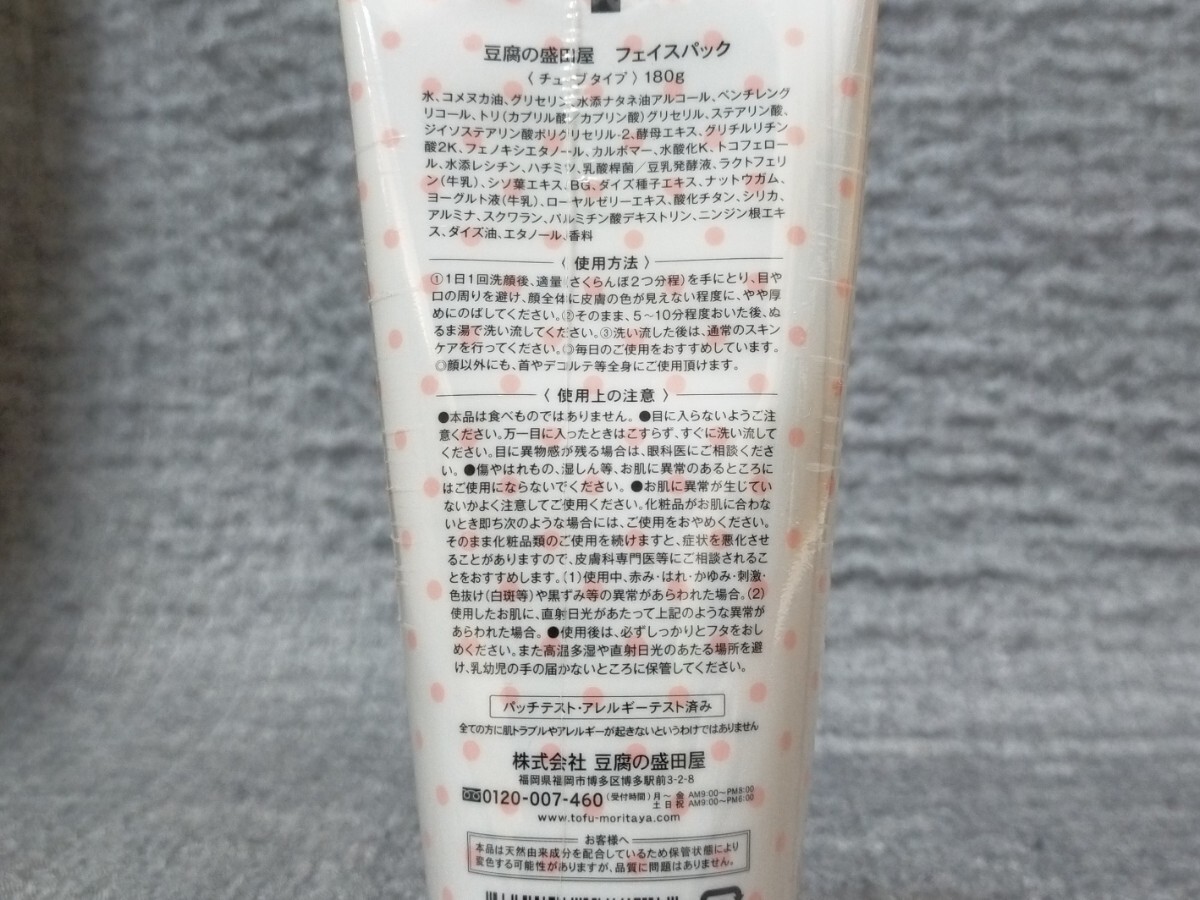 豆腐の盛田屋 フェイスパック
〈チューブタイプ〉180g
水、コメヌカ油、グリセリン、水添ナタネ油アルコール、ペンチレング
リコール、トリ(カプリル酸/カプリン酸)グリセリル、ステアリン酸、
ジイソステアリン酸ポリグリセリル-2、酵母エキス、グリチルリチン
酸2K、フェノキシエタノール、カルボマー、水酸化K、トコフェロー
ル、水添レシチン、ハチミツ、乳酸桿菌/豆乳発酵液、ラクトフェリ
ン(牛乳)、シソ葉エキス、BG、ダイズ種子エキス、ナットウガム、
ヨーグルト液(牛乳)、ローヤルゼリーエキス、酸化チタン、シリカ、
アルミナ、スクワラン、パルミチン酸デキストリン、ニンジン根エキ
ス、ダイズ油、エタノール、香料
〈 使用方法 〉
①1日1回洗顔後、適量(さくらんぼ2つ分程)を手にとり、目や
口の周りを避け、顔全体に皮膚の色が見えない程度に、やや厚
めにのばしてください。②そのまま、5〜10分程度おいた後、ぬ
るま湯で洗い流してください。③洗い流した後は、通常のスキン
ケアを行ってください。◎毎日のご使用をおすすめしています。
◎顔以外にも、首やデコルテ等全身にご使用頂けます。
〈 使用上の注意 〉
●本品は食べものではありません。●目に入らないようご注
意ください。万一目に入ったときはこすらず、すぐに洗い流して
ください。目に異物感が残る場合は、眼科医にご相談くださ
い。●傷やはれもの、湿しん等、お肌に異常のあるところに
はご使用にならないでください。●お肌に異常が生じてい
ないかよく注意してご使用ください。化粧品がお肌に合わな
いとき即ち次のような場合には、ご使用をおやめください。
そのまま化粧品類のご使用を続けますと、症状を悪化させ
ることがありますので、皮膚科専門医等にご相談されるこ
とをおすすめします。(1)使用中、赤み・はれ・かゆみ・刺激・
色抜け(白斑等)や黒ずみ等の異常があらわれた場合。(2)
使用したお肌に、直射日光があたって上記のような異常が
あらわれた場合。●使用後は、必ずしっかりとフタをおし
めください。また高温多湿や直射日光のあたる場所を避
け、乳幼児の手の届かないところに保管してください。
パッチテスト・アレルギーテスト済み
全ての方に肌トラブルやアレルギーが起きないというわけではありません
株式会社 豆腐の盛田屋
福岡県福岡市博多区博多駅前3-2-8
0120-007-460 (受付時間) 月〜金 AM9:00〜PM8:00
土日祝 AM9:00〜PM6:00
www.tofu-moritaya.com
お客様へ
本品は天然由来成分を配合しているため保管状態により
変色する可能性がありますが、品質に問題はありません。